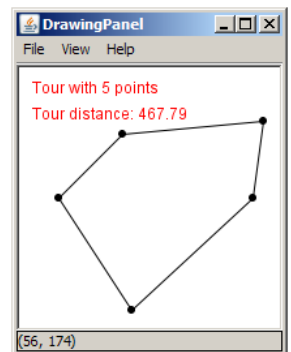 DrawingPanel
File View Help
Tour with 5 points
Tour distance: 467.79
(56, 174)